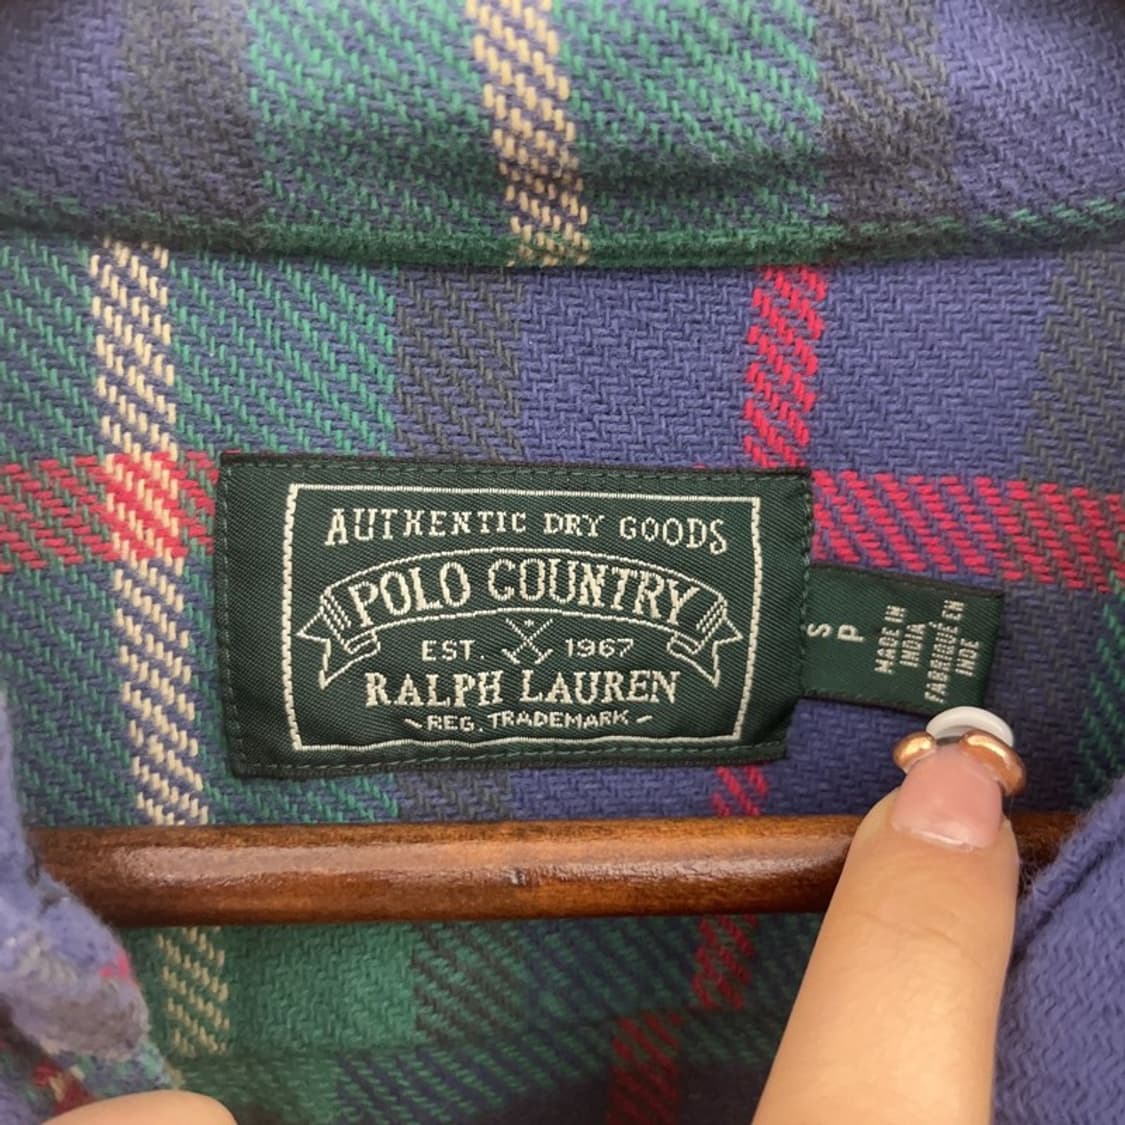 AUTHENTIC DRY GOODS
POLO COUNTRY
EST. 1967
RALPH LAUREN
- REG. TRADEMARK -
S
P
MADE IN
INDIA
FABRIQUÉ EN
INDE